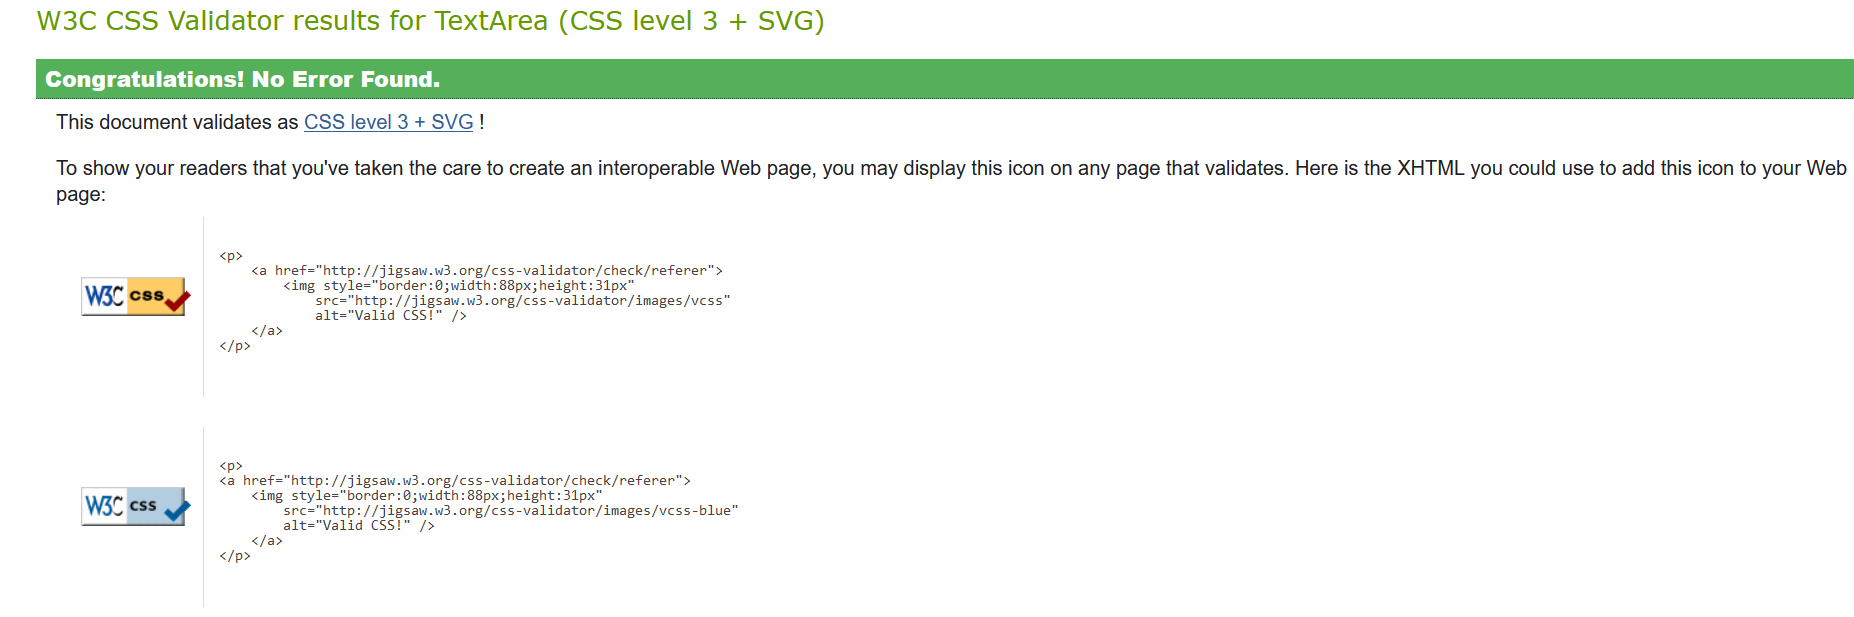 W3C CSS Validator results for TextArea (CSS level 3 + SVG)
Congratulations! No Error Found.
This document validates as CSS level 3 + SVG !
To show your readers that you've taken the care to create an interoperable Web page, you may display this icon on any page that validates. Here is the XHTML you could use to add this icon to your Web
page:
W3C css
<p>
    <a href="http://jigsaw.w3.org/css-validator/check/referer">
        <img style="border:0;width:88px;height:31px"
            src="http://jigsaw.w3.org/css-validator/images/vcss"
            alt="Valid CSS!" />
    </a>
</p>
W3C css
<p>
<a href="http://jigsaw.w3.org/css-validator/check/referer">
    <img style="border:0;width:88px;height:31px"
        src="http://jigsaw.w3.org/css-validator/images/vcss-blue"
        alt="Valid CSS!" />
    </a>
</p>